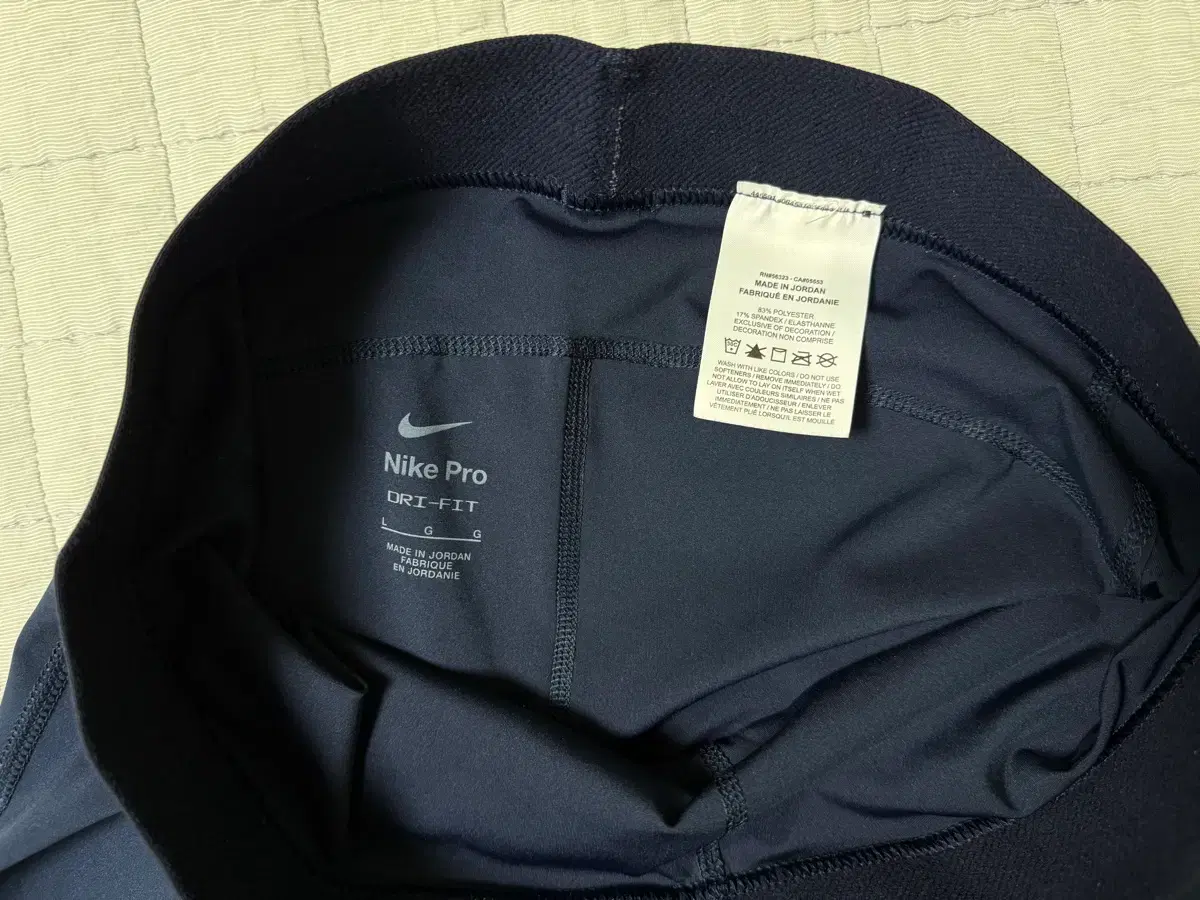 RN#56323 - CA#05553
MADE IN JORDAN
FABRIQUÉ EN JORDANIE
83% POLYESTER
17% SPANDEX / ELASTHANNE
EXCLUSIVE OF DECORATION /
DECORATION NON COMPRISE
WASH WITH LIKE COLORS / DO NOT USE
SOFTENERS / REMOVE IMMEDIATELY / DO
NOT ALLOW TO LAY ON ITSELF WHEN WET
LAVER AVEC COULEURS SIMILAIRES / NE PAS
UTILISER D'ADOUCISSEUR / ENLEVER
IMMEDIATEMENT / NE PAS LAISSER LE
VÊTEMENT PLIÉ LORSQU'IL EST MOUILLÉ
Nike Pro
DRI-FIT
L G G
MADE IN JORDAN
FABRIQUE
EN JORDANIE